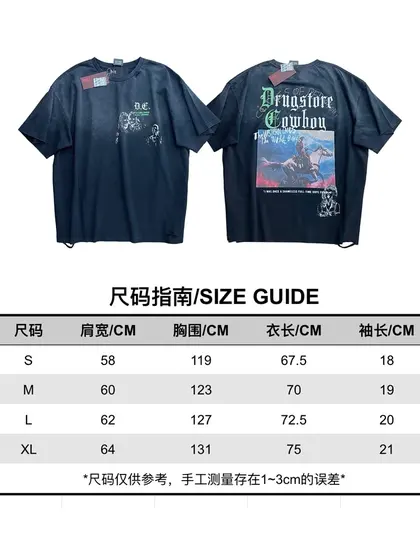 D.C.
Drugstore
Cowboy
尺码指南/SIZE GUIDE
尺码 肩宽/CM 胸围/CM 衣长/CM 袖长/CM
S 58 119 67.5 18
M 60 123 70 19
L 62 127 72.5 20
XL 64 131 75 21
*尺码仅供参考，手工测量存在1~3cm的误差*